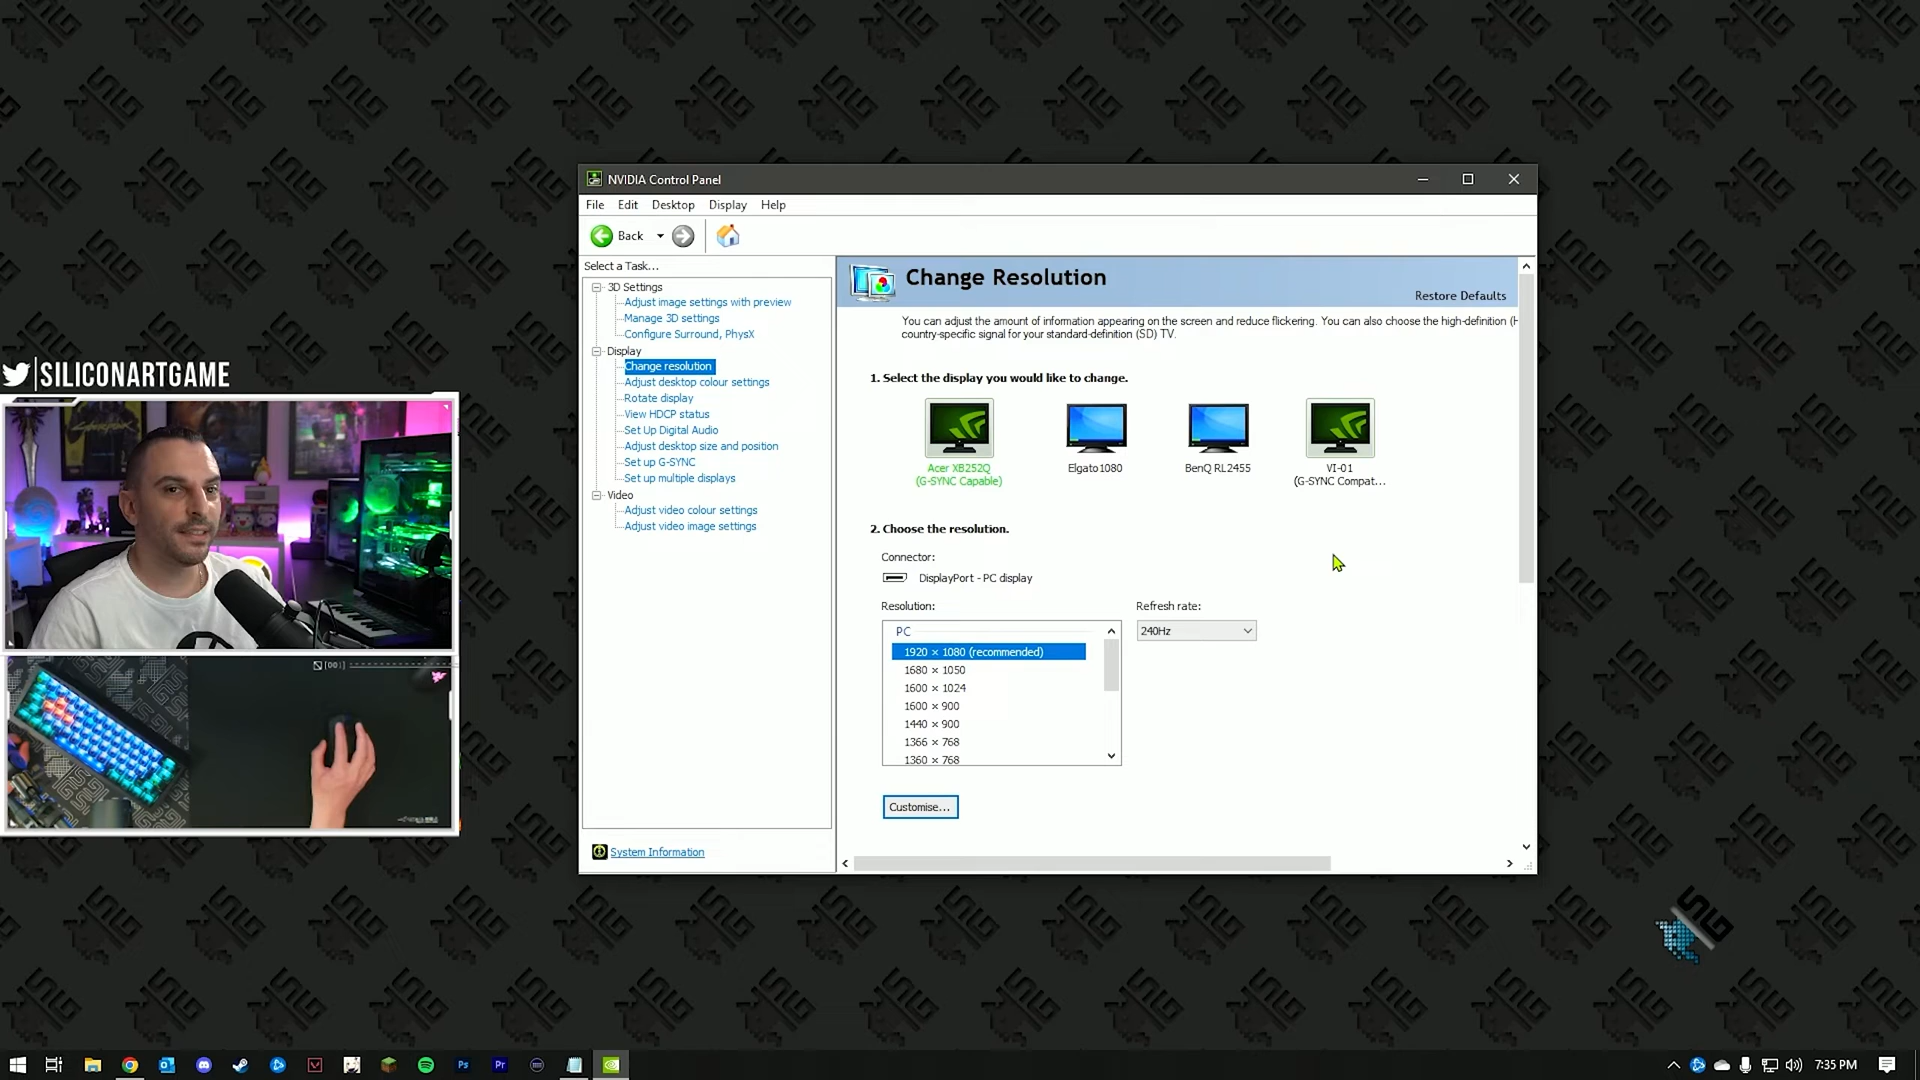 NVIDIA Control Panel
File Edit Desktop Display Help
Back
Select a Task...
3D Settings
Adjust image settings with preview
Manage 3D settings
Configure Surround, PhysX
Display
Change resolution
Adjust desktop colour settings
Rotate display
View HDCP status
Set Up Digital Audio
Adjust desktop size and position
Set up G-SYNC
Set up multiple displays
Video
Adjust video colour settings
Adjust video image settings
System Information
Change Resolution
Restore Defaults
You can adjust the amount of information appearing on the screen and reduce flickering. You can also choose the high-definition (H
country-specific signal for your standard-definition (SD) TV.
1. Select the display you would like to change.
Acer XB252Q
(G-SYNC Capable)
Elgato1080
BenQ RL2455
VI-01
(G-SYNC Compat...
2. Choose the resolution.
Connector:
DisplayPort - PC display
Resolution:
PC
1920 × 1080 (recommended)
1680 × 1050
1600 × 1024
1600 × 900
1440 × 900
1366 × 768
1360 × 768
Refresh rate:
240Hz
Customise...
|SILICONARTGAME
7:35 PM